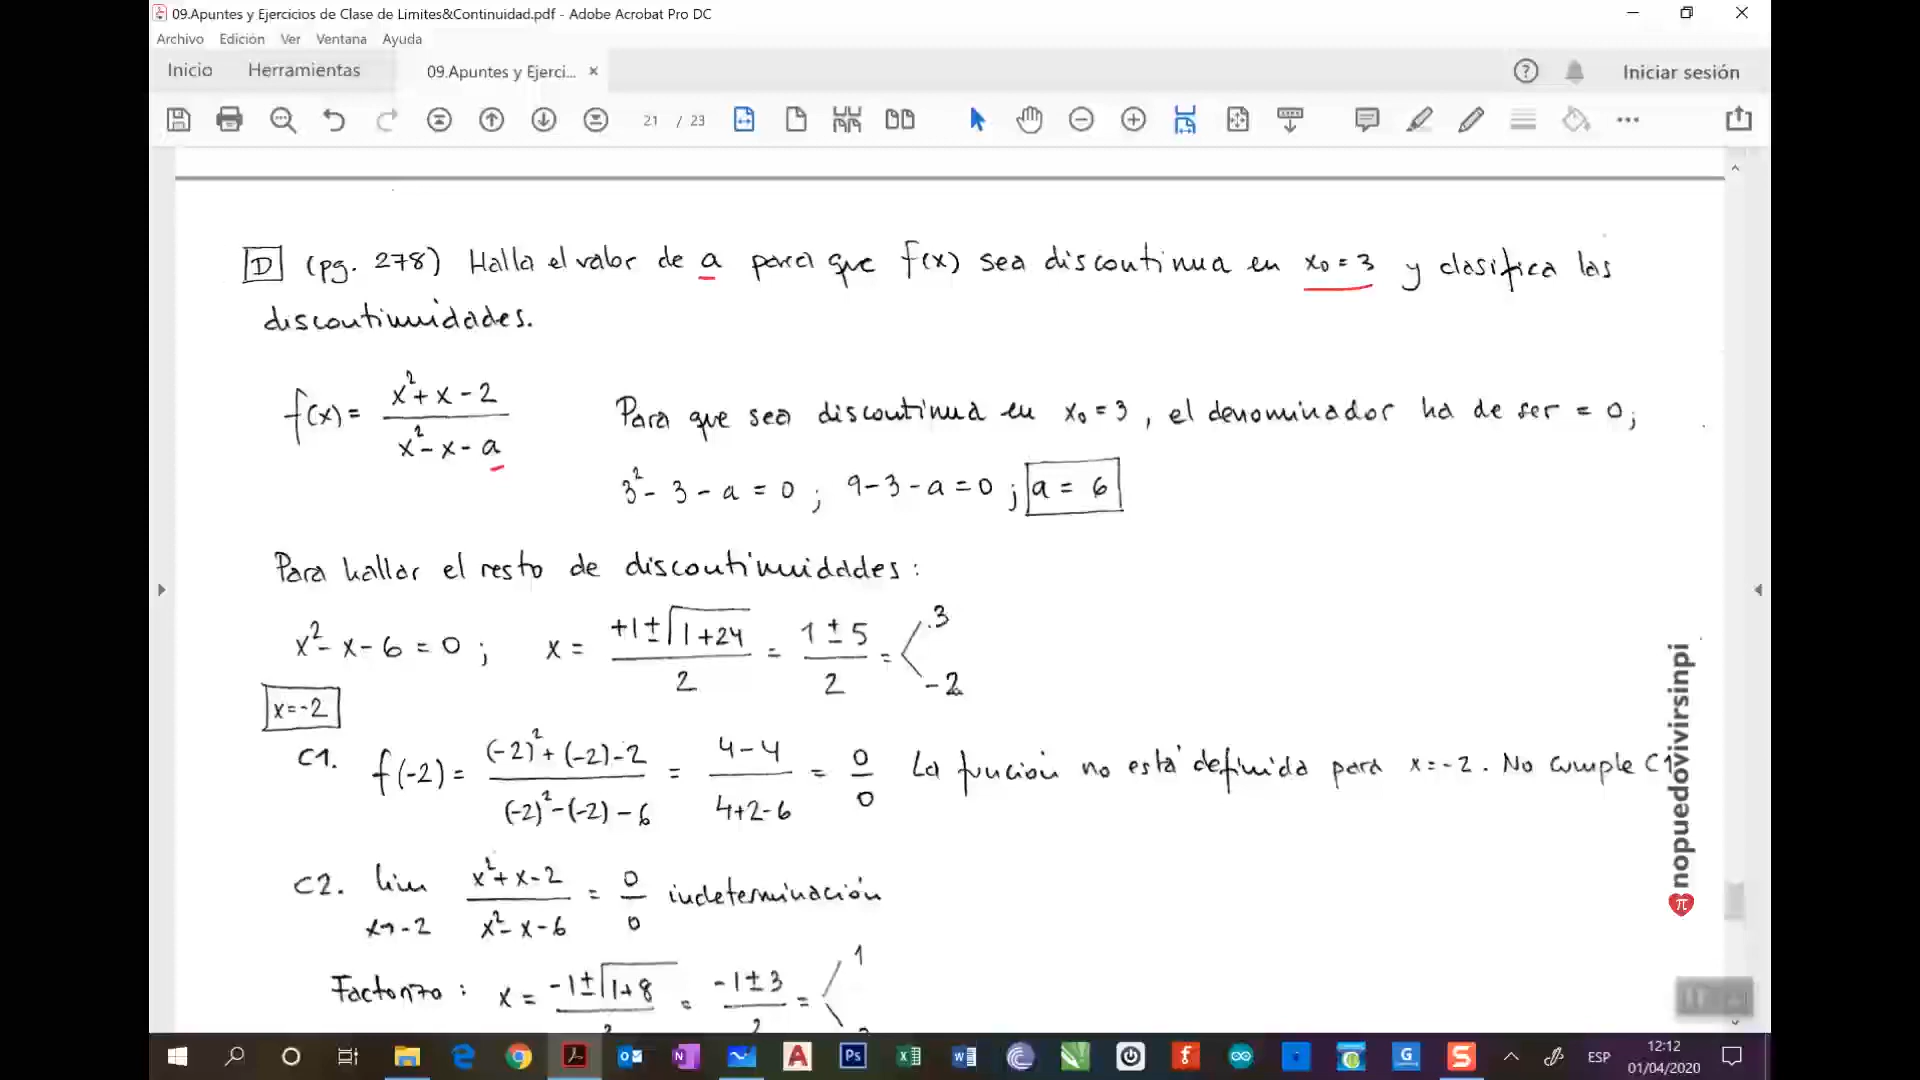 09.Apuntes y Ejercicios de Clase de Limites&Continuidad.pdf - Adobe Acrobat Pro DC
Archivo Edición Ver Ventana Ayuda
Inicio Herramientas 09.Apuntes y Ejerci... × Iniciar sesión
21 / 23
D (pg. 278) Halla el valor de a para que f(x) sea discontinua en x₀ = 3 y clasifica las
discontinuidades.
f(x) = (x² + x - 2)/(x² - x - a) Para que sea discontinua en x₀ = 3, el denominador ha de ser = 0;
3² - 3 - a = 0 ; 9 - 3 - a = 0 ; a = 6
Para hallar el resto de discontinuidades:
x² - x - 6 = 0 ; x = (+1 ± √(1+24))/2 = (1 ± 5)/2 = 3
-2
x = -2
C1. f(-2) = ((-2)² + (-2) - 2)/((-2)² - (-2) - 6) = (4 - 4)/(4 + 2 - 6) = 0/0 La función no está definida para x = -2. No cumple C1
C2. lim x→-2 (x² + x - 2)/(x² - x - 6) = 0/0 indeterminación
Factorizo : x = (-1 ± √(1+8))/2 = (-1 ± 3)/2 = 1
nopuedovivirsinpi
ESP
12:12
01/04/2020